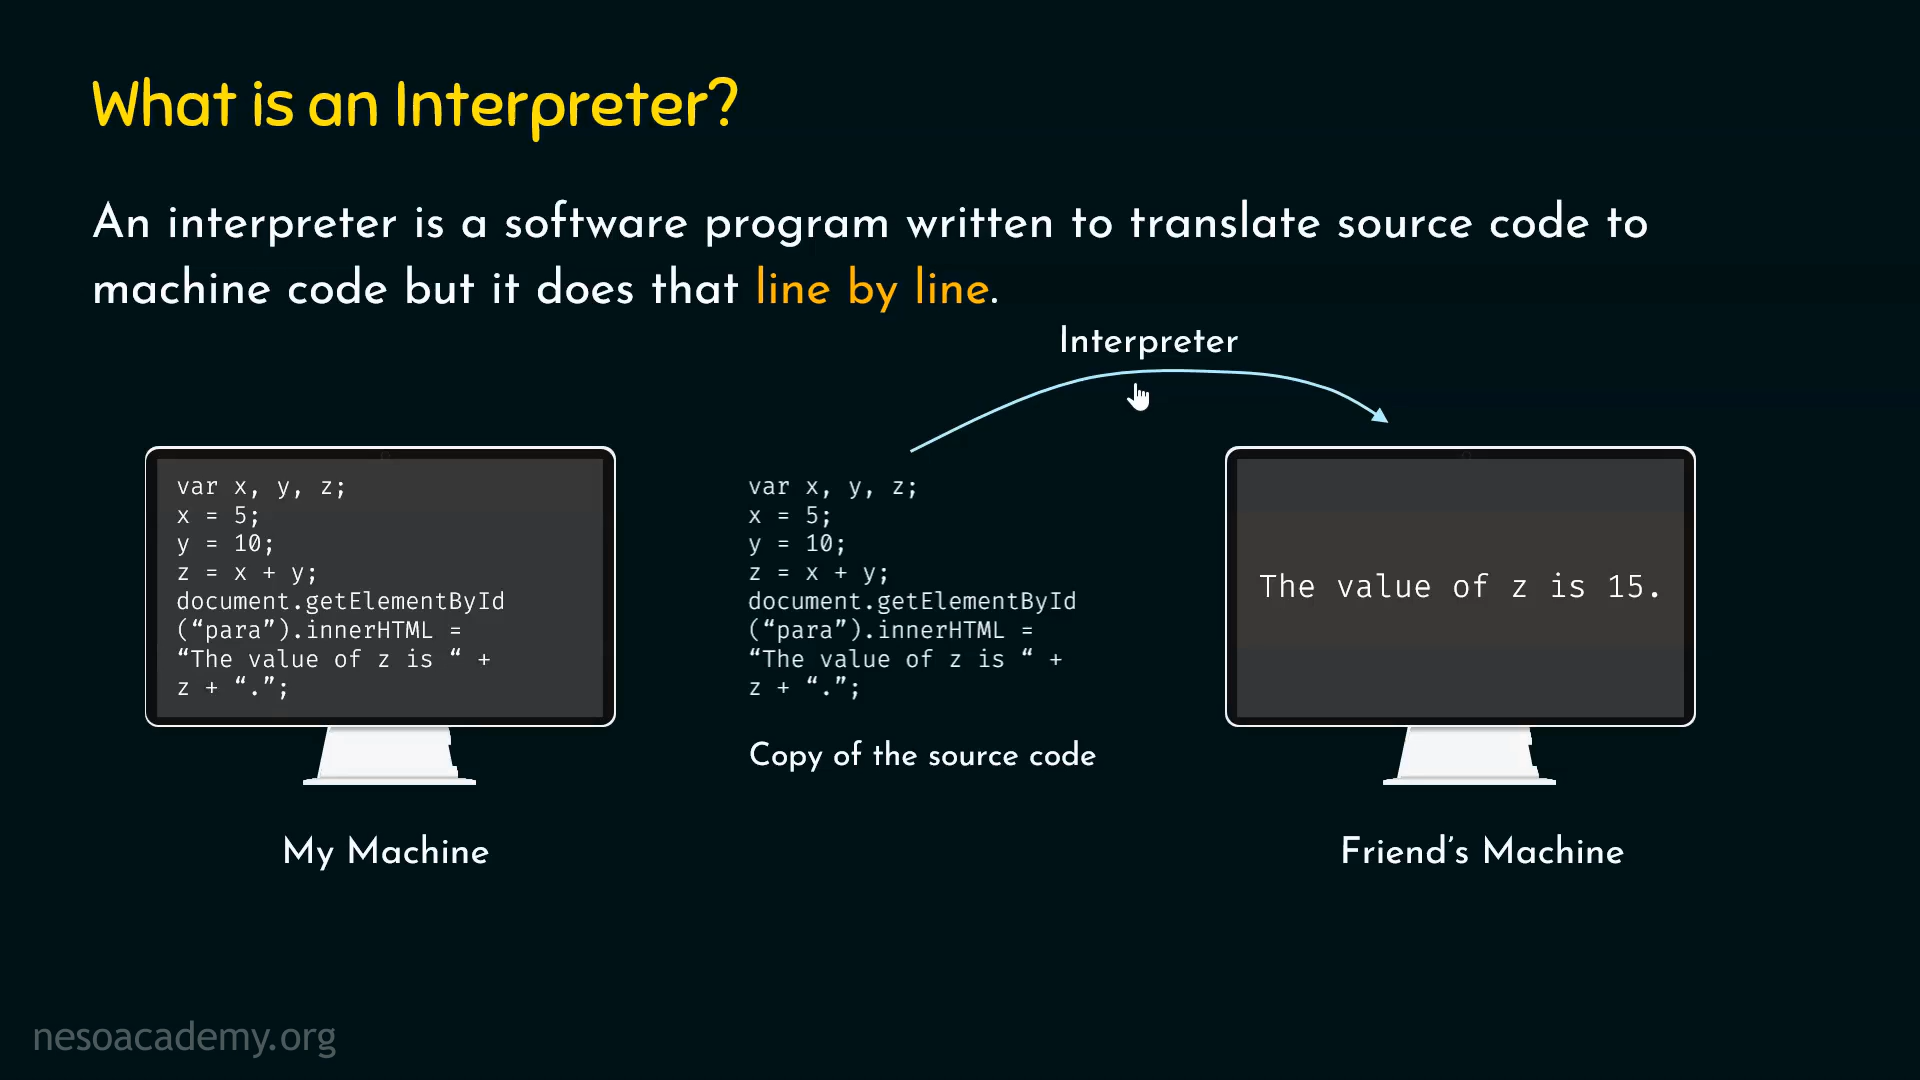 What is an Interpreter?
An interpreter is a software program written to translate source code to
machine code but it does that line by line.
Interpreter
var x, y, z;
x = 5;
y = 10;
z = x + y;
document.getElementById
(“para”).innerHTML =
“The value of z is “ +
z + “.”;
My Machine
var x, y, z;
x = 5;
y = 10;
z = x + y;
document.getElementById
(“para”).innerHTML =
“The value of z is “ +
z + “.”;
Copy of the source code
The value of z is 15.
Friend’s Machine
nesoacademy.org